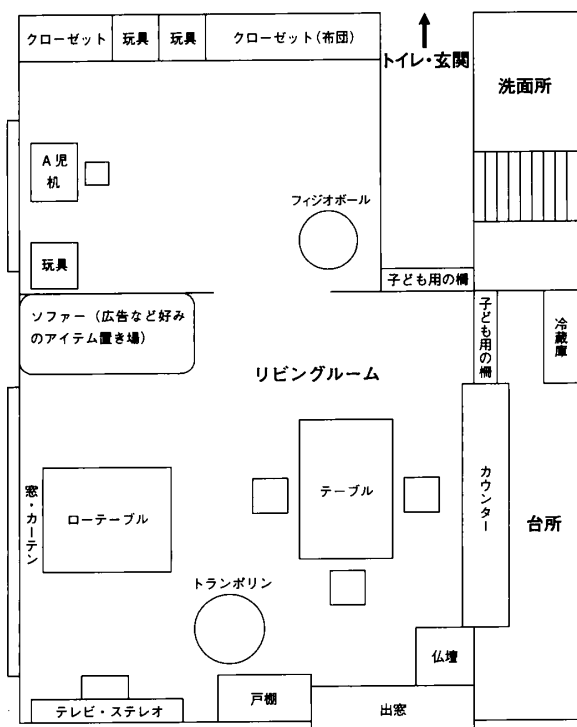 クローゼット
玩具
玩具
クローゼット(布団)
トイレ・玄関
洗面所
A児
机
フィジオボール
玩具
子ども用の柵
ソファー(広告など好み
のアイテム置き場)
子ども用の柵
冷蔵庫
リビングルーム
窓・カーテン
ローテーブル
テーブル
カウンター
台所
トランポリン
仏壇
戸棚
テレビ・ステレオ
出窓